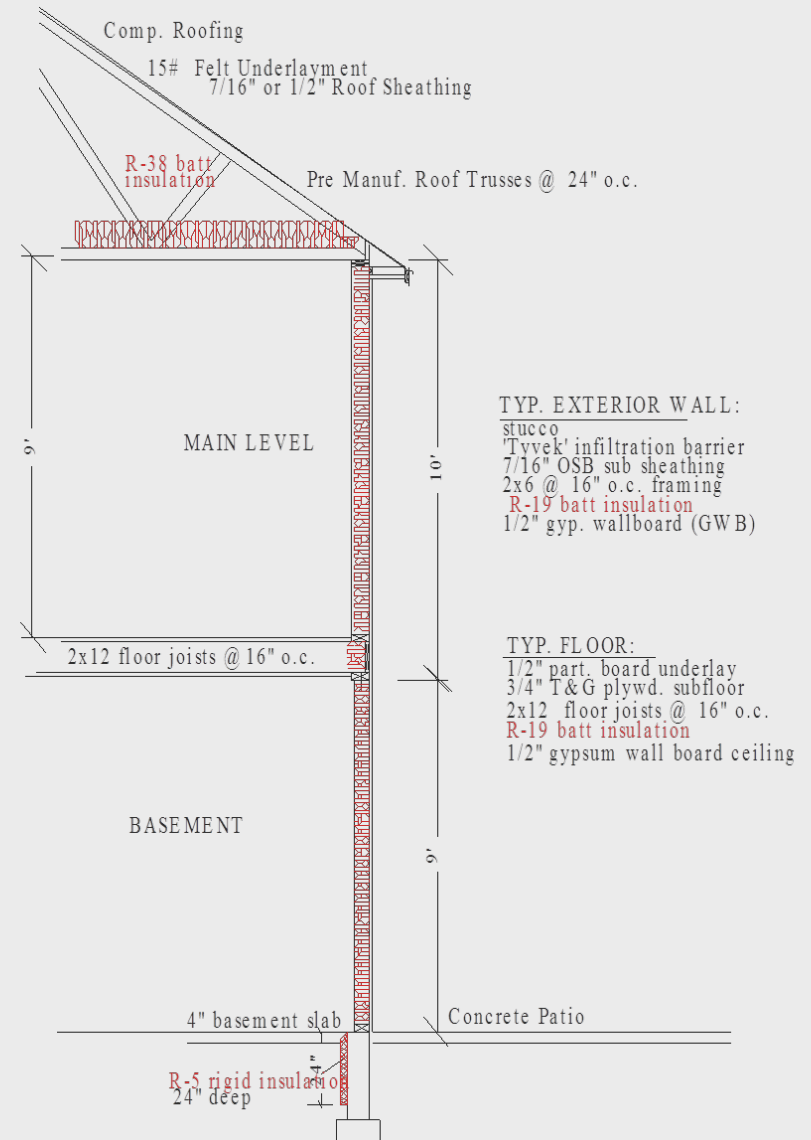 Comp. Roofing
15# Felt Underlayment
7/16" or 1/2" Roof Sheathing
R-38 batt
insulation
Pre Manuf. Roof Trusses @ 24" o.c.
9'
MAIN LEVEL
10'
TYP. EXTERIOR WALL:
stucco
'Tyvek' infiltration barrier
7/16" OSB sub sheathing
2x6 @ 16" o.c. framing
R-19 batt insulation
1/2" gyp. wallboard (GWB)
2x12 floor joists @ 16" o.c.
TYP. FLOOR:
1/2" part. board underlay
3/4" T&G plywd. subfloor
2x12 floor joists @ 16" o.c.
R-19 batt insulation
1/2" gypsum wall board ceiling
BASEMENT
9'
4" basement slab
Concrete Patio
R-5 rigid insulation
24" deep
24"